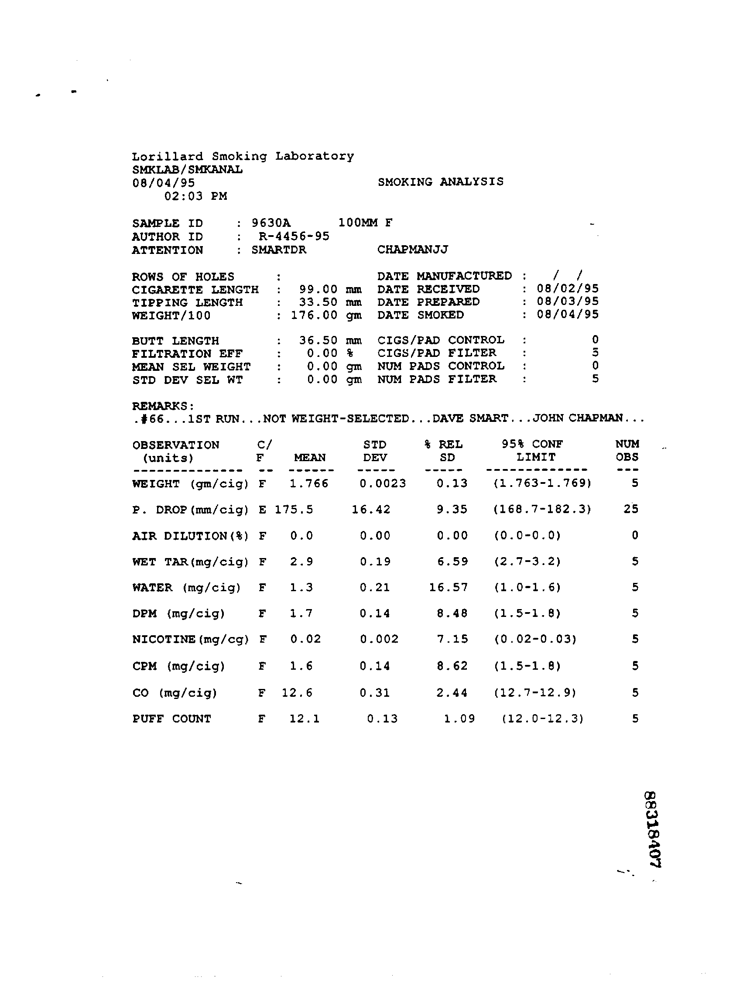 Lorillard Smoking Laboratory
SMKLAB/SMKANAL
08/04/95 SMOKING ANALYSIS
02:03 PM
SAMPLE ID : 9630A 100MM F
AUTHOR ID : R-4456-95
ATTENTION : SMARTDR CHAPMANJJ
ROWS OF HOLES : DATE MANUFACTURED : / /
CIGARETTE LENGTH : 99.00 mm DATE RECEIVED : 08/02/95
TIPPING LENGTH : 33.50 mm DATE PREPARED : 08/03/95
WEIGHT/100 : 176.00 gm DATE SMOKED : 08/04/95
BUTT LENGTH : 36.50 mm CIGS/PAD CONTROL : 0
FILTRATION EFF : 0.00 % CIGS/PAD FILTER : 5
MEAN SEL WEIGHT : 0.00 gm NUM PADS CONTROL : 0
STD DEV SEL WT : 0.00 gm NUM PADS FILTER : 5
REMARKS:
.#66...1ST RUN...NOT WEIGHT-SELECTED...DAVE SMART...JOHN CHAPMAN...
OBSERVATION C/ STD % REL 95% CONF NUM
(units) F MEAN DEV SD LIMIT OBS
-------------- -- ------ ----- ----- ------------- ---
WEIGHT (gm/cig) F 1.766 0.0023 0.13 (1.763-1.769) 5
P. DROP(mm/cig) E 175.5 16.42 9.35 (168.7-182.3) 25
AIR DILUTION(%) F 0.0 0.00 0.00 (0.0-0.0) 0
WET TAR(mg/cig) F 2.9 0.19 6.59 (2.7-3.2) 5
WATER (mg/cig) F 1.3 0.21 16.57 (1.0-1.6) 5
DPM (mg/cig) F 1.7 0.14 8.48 (1.5-1.8) 5
NICOTINE(mg/cg) F 0.02 0.002 7.15 (0.02-0.03) 5
CPM (mg/cig) F 1.6 0.14 8.62 (1.5-1.8) 5
CO (mg/cig) F 12.6 0.31 2.44 (12.7-12.9) 5
PUFF COUNT F 12.1 0.13 1.09 (12.0-12.3) 5
88318407